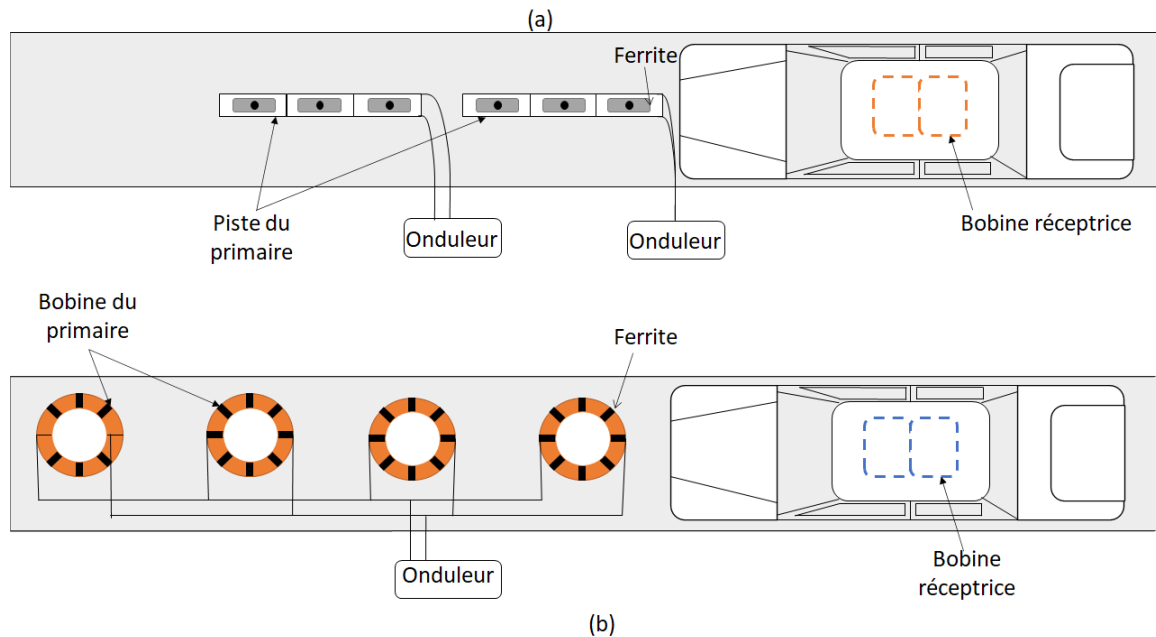 (a)
Ferrite
Piste du
primaire
Onduleur
Onduleur
Bobine réceptrice
Bobine du
primaire
Ferrite
Onduleur
Bobine
réceptrice
(b)